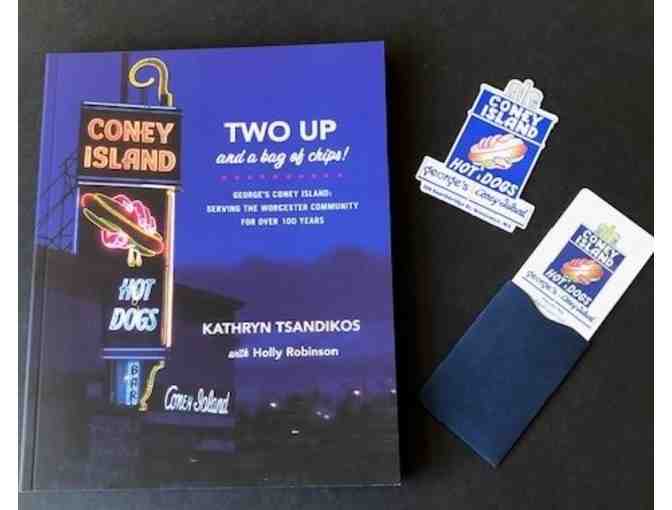 CONEY
ISLAND
HOT
DOGS
BAR
Coney Island
TWO UP
and a bag of chips!
GEORGE'S CONEY ISLAND:
SERVING THE WORCESTER COMMUNITY
FOR OVER 100 YEARS
KATHRYN TSANDIKOS
with Holly Robinson
CONEY
ISLAND
HOT DOGS
george's Coney Island
CONEY
ISLAND
HOT DOGS
george's Coney Island